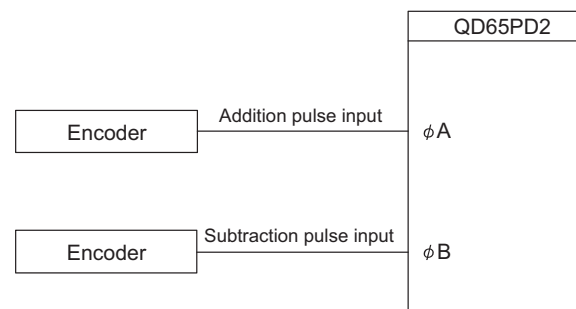 QD65PD2
Addition pulse input
Encoder
φA
Subtraction pulse input
Encoder
φB